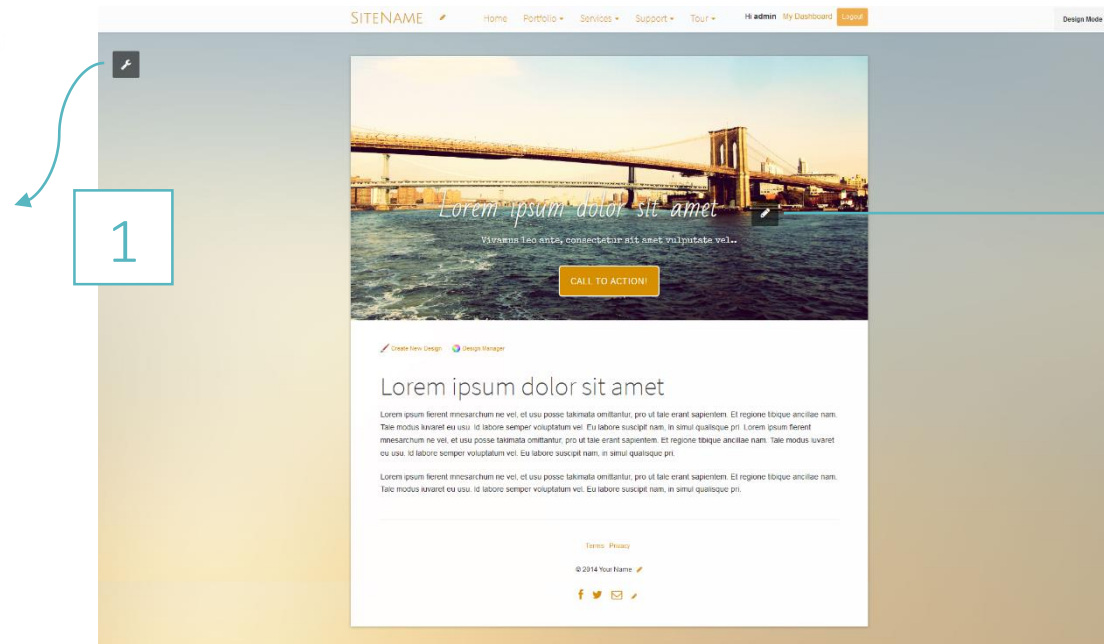 SITENAME
Home Portfolio Services Support Tour
Hi admin My Dashboard Logout
Design Mode
1
Lorem ipsum dolor sit amet
Vivamus leo ante, consectetur sit amet vulputate vel..
CALL TO ACTION!
Create New Design Design Manager
Lorem ipsum dolor sit amet
Lorem ipsum fierent mnesarchum ne vel, et usu posse takimata omittantur, pro ut tale erant sapientem. Et regione tibique ancillae nam.
Tale modus iuvaret eu usu. Id labore semper voluptatum vel. Eu labore suscipit nam, in simul qualisque pri. Lorem ipsum fierent
mnesarchum ne vel, et usu posse takimata omittantur, pro ut tale erant sapientem. Et regione tibique ancillae nam. Tale modus iuvaret
eu usu. Id labore semper voluptatum vel. Eu labore suscipit nam, in simul qualisque pri.
Lorem ipsum fierent mnesarchum ne vel, et usu posse takimata omittantur, pro ut tale erant sapientem. Et regione tibique ancillae nam.
Tale modus iuvaret eu usu. Id labore semper voluptatum vel. Eu labore suscipit nam, in simul qualisque pri.
Terms Privacy
© 2014 Your Name